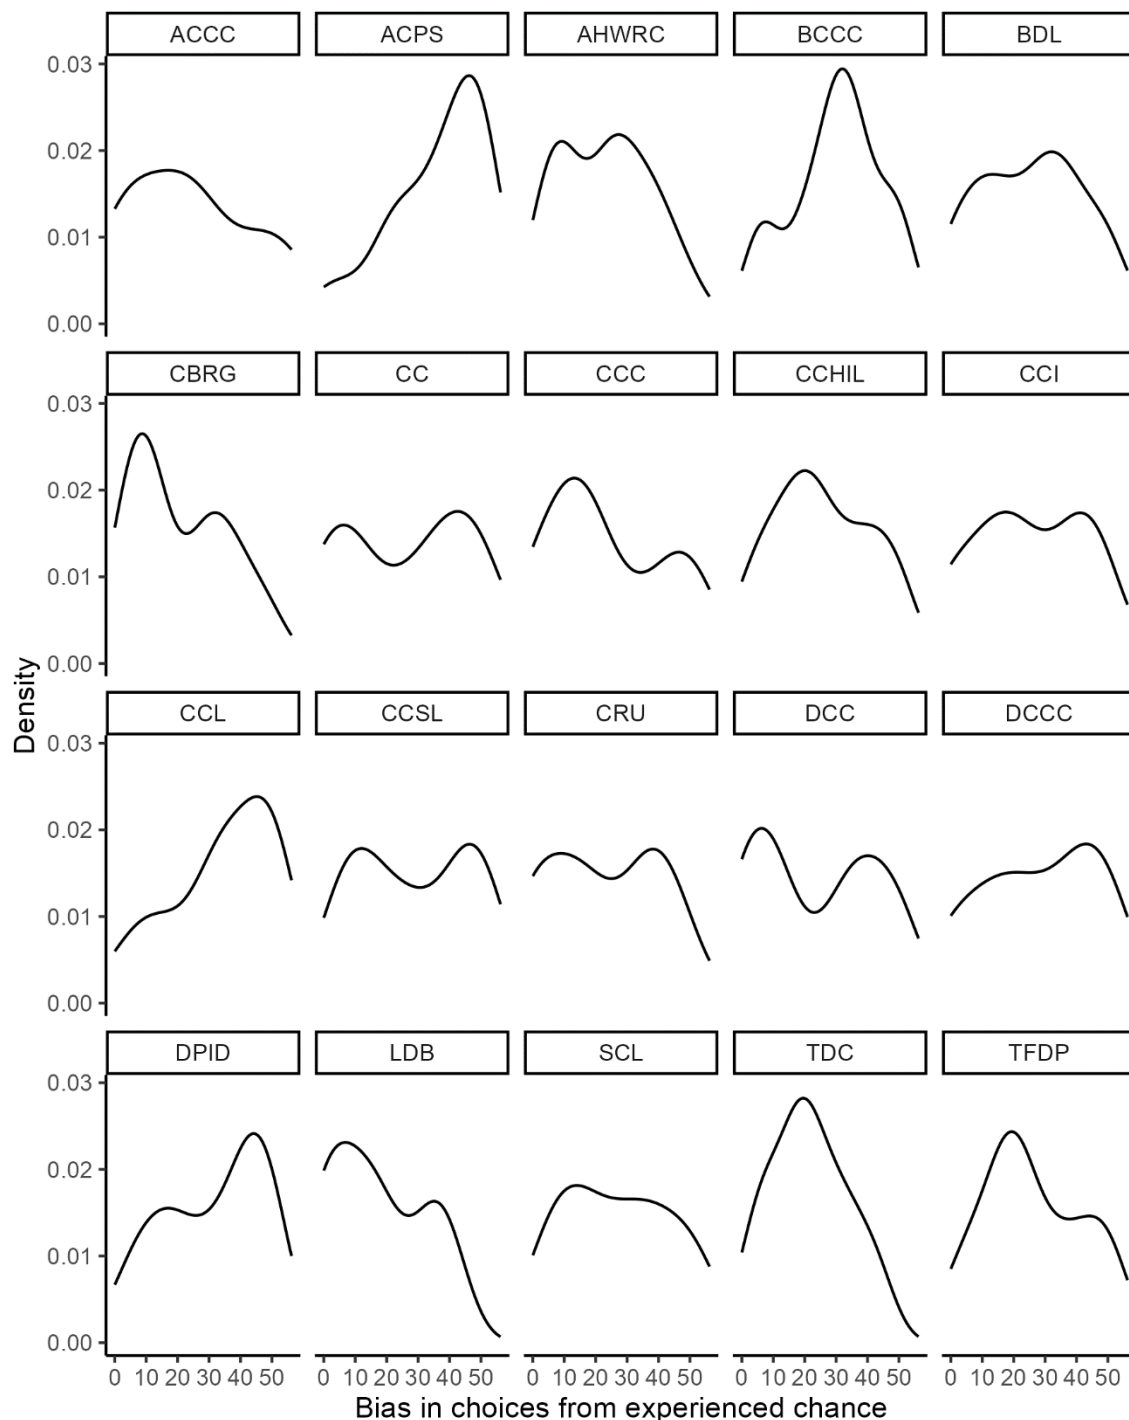 ACCC ACPS AHWRC BCCC BDL
0.03
0.02
0.01
0.00
CBRG CC CCC CCHIL CCI
0.03
0.02
0.01
0.00
CCL CCSL CRU DCC DCCC
0.03
0.02
0.01
0.00
DPID LDB SCL TDC TFDP
0.03
0.02
0.01
0.00
0 10 20 30 40 50 0 10 20 30 40 50 0 10 20 30 40 50 0 10 20 30 40 50 0 10 20 30 40 50
Density
Bias in choices from experienced chance